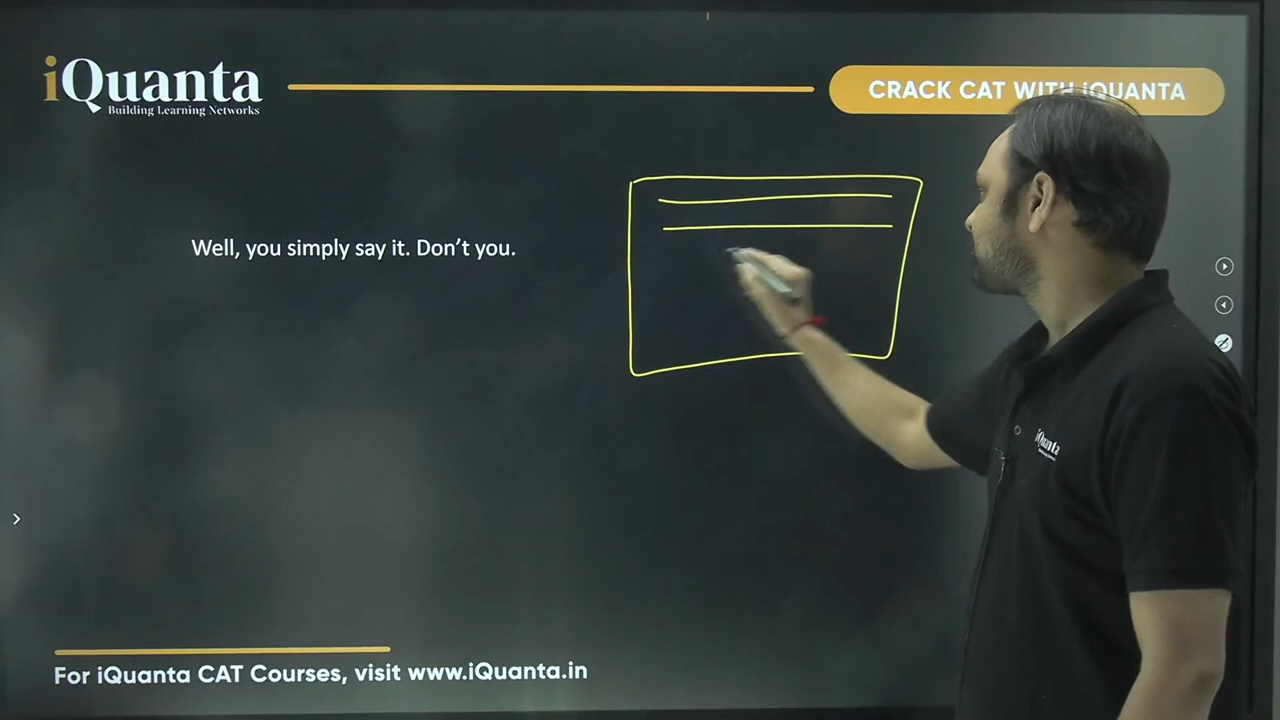 iQuanta
Building Learning Networks
CRACK CAT WITH iQUANTA
Well, you simply say it. Don’t you.
iQuanta
For iQuanta CAT Courses, visit www.iQuanta.in